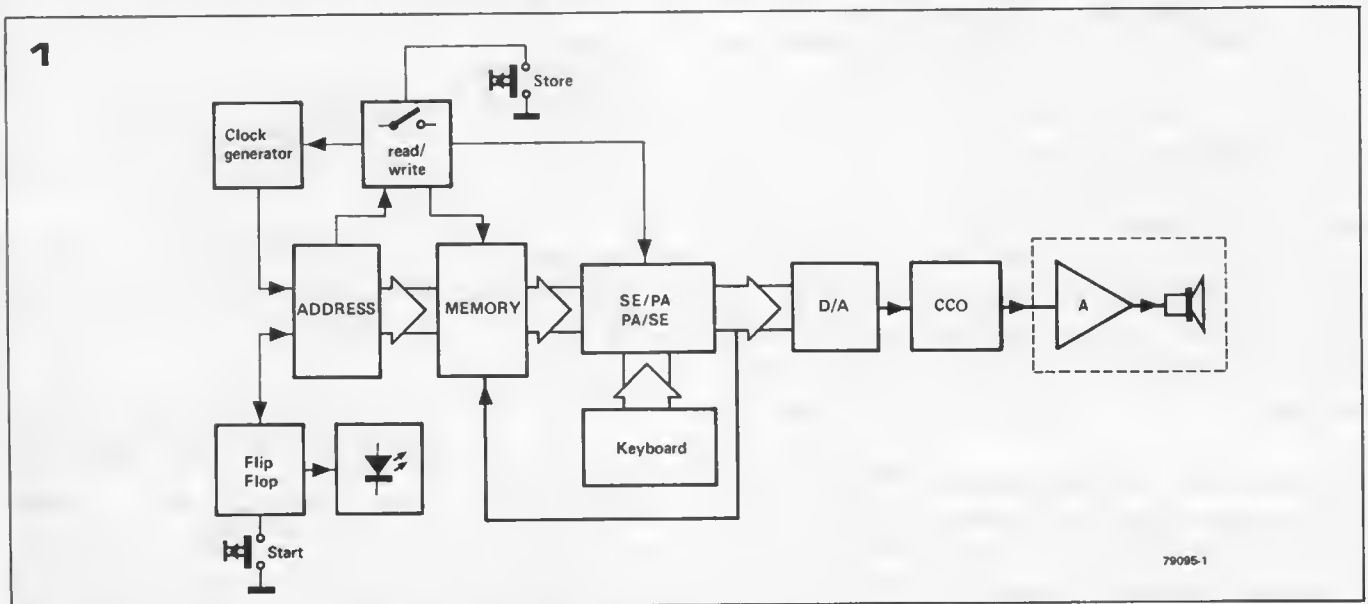 1
Store
Clock
generator
read/
write
ADDRESS
MEMORY
SE/PA
PA/SE
D/A
CCO
A
Keyboard
Flip
Flop
Start
79095-1